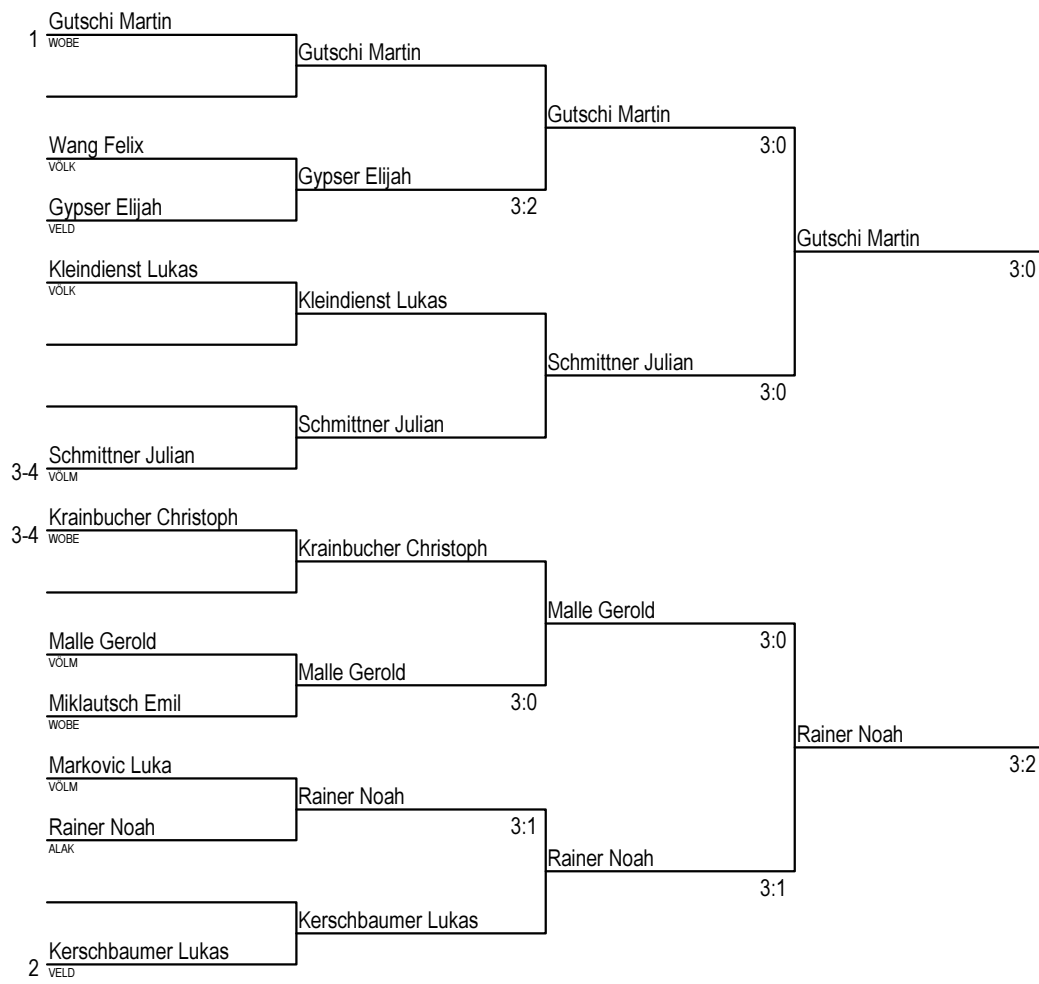 Gutschi Martin
1 WOBE
Gutschi Martin
Gutschi Martin
3:0
Wang Felix
VÖLK
Gypser Elijah
3:2
Gypser Elijah
VELD
Gutschi Martin
3:0
Kleindienst Lukas
VÖLK
Kleindienst Lukas
Schmittner Julian
3:0
Schmittner Julian
Schmittner Julian
3-4 VÖLM
Krainbucher Christoph
3-4 WOBE
Krainbucher Christoph
Malle Gerold
3:0
Malle Gerold
VÖLM
Malle Gerold
3:0
Miklautsch Emil
WOBE
Rainer Noah
3:2
Markovic Luka
VÖLM
Rainer Noah
3:1
Rainer Noah
ALAK
Rainer Noah
3:1
Kerschbaumer Lukas
Kerschbaumer Lukas
2 VELD